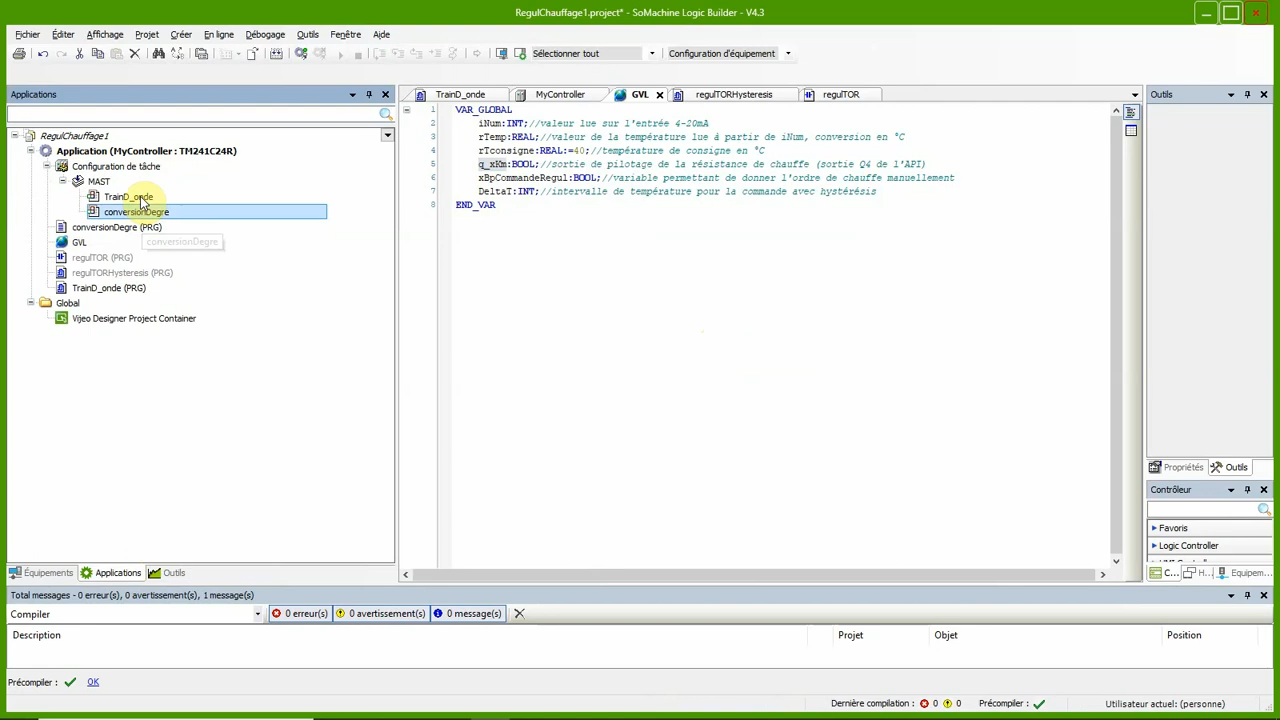 RegulChauffage1.project* - SoMachine Logic Builder - V4.3
Fichier Éditer Affichage Projet Créer En ligne Débogage Outils Fenêtre Aide
Sélectionner tout Configuration d'équipement
Applications
TrainD_onde MyController GVL regulTORHysteresis regulTOR
Outils
RegulChauffage1
Application (MyController : TM241C24R)
Configuration de tâche
MAST
TrainD_onde
conversionDegre
conversionDegre (PRG)
conversionDegre
GVL
regulTOR (PRG)
regulTORHysteresis (PRG)
TrainD_onde (PRG)
Global
Vijeo Designer Project Container
1 VAR_GLOBAL
2 iNum:INT;//valeur lue sur l'entrée 4-20mA
3 rTemp:REAL;//valeur de la température lue à partir de iNum, conversion en °C
4 rTconsigne:REAL:=40;//température de consigne en °C
5 q_xKm:BOOL;//sortie de pilotage de la résistance de chauffe (sortie Q4 de l'API)
6 xBpCommandeRegul:BOOL;//variable permettant de donner l'ordre de chauffe manuellement
7 DeltaT:INT;//intervalle de température pour la commande avec hystérésis
8 END_VAR
Propriétés Outils
Contrôleur
Favoris
Logic Controller
C... H... Equipem...
Équipements Applications Outils
Total messages - 0 erreur(s), 0 avertissement(s), 1 message(s)
Compiler 0 erreur(s) 0 avertissement(s) 0 message(s)
Description Projet Objet Position
Précompiler : OK
Dernière compilation : 0 0 Précompiler : Utilisateur actuel: (personne)